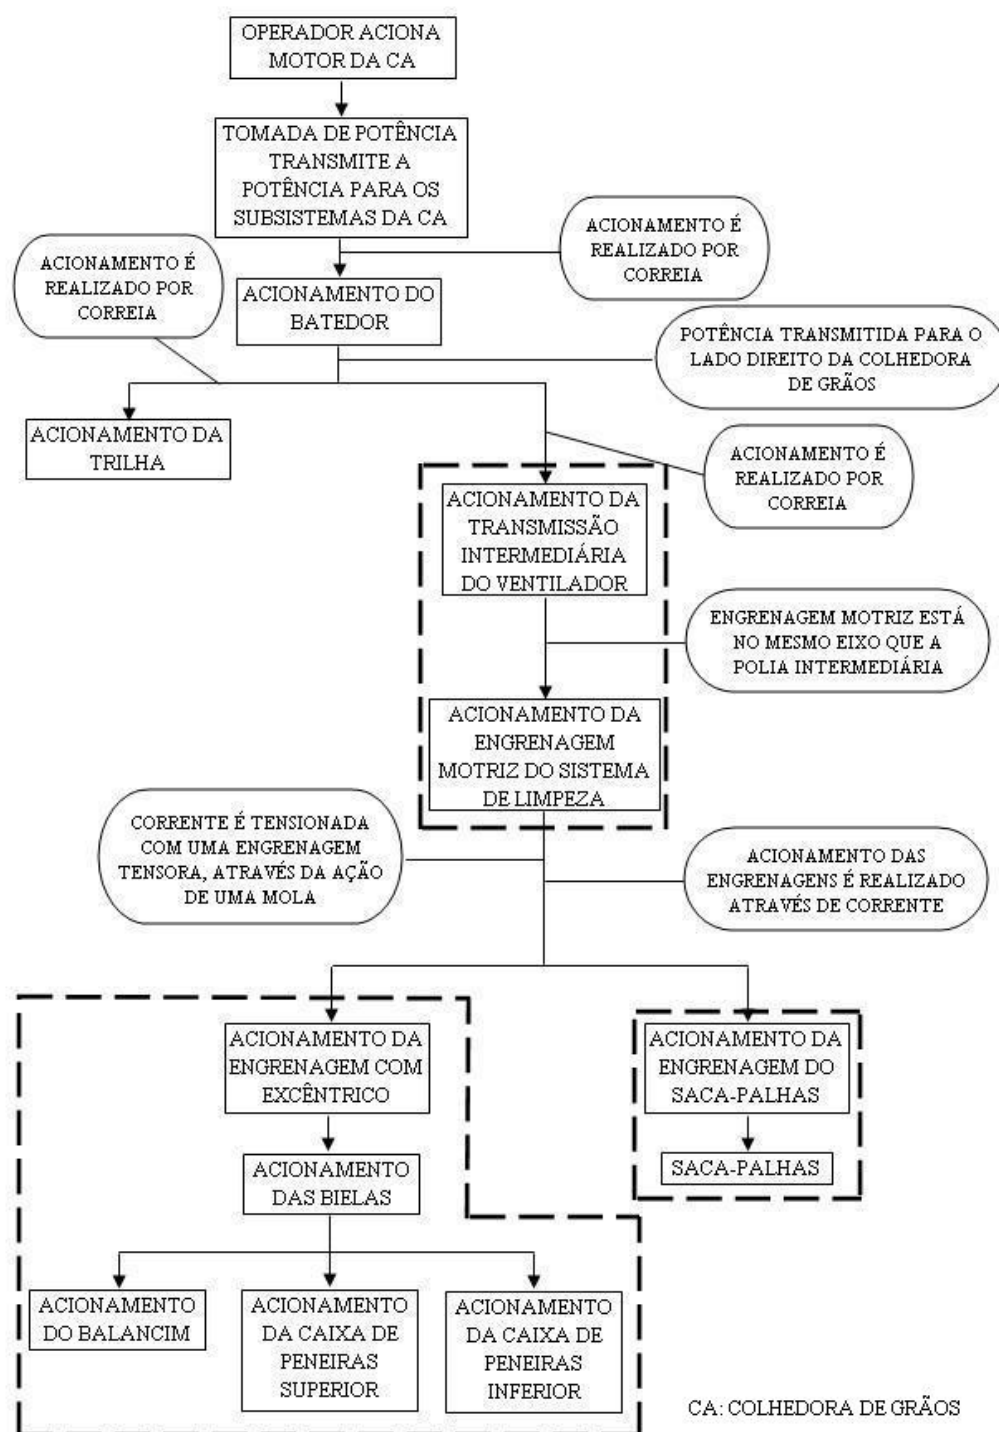 OPERADOR ACIONA
MOTOR DA CA
TOMADA DE POTÊNCIA
TRANSMITE A
POTÊNCIA PARA OS
SUBSISTEMAS DA CA
ACIONAMENTO É
REALIZADO POR
CORREIA
ACIONAMENTO É
REALIZADO POR
CORREIA
ACIONAMENTO DO
BATEDOR
POTÊNCIA TRANSMITIDA PARA O
LADO DIREITO DA COLHEDORA
DE GRÃOS
ACIONAMENTO DA
TRILHA
ACIONAMENTO É
REALIZADO POR
CORREIA
ACIONAMENTO DA
TRANSMISSÃO
INTERMEDIÁRIA
DO VENTILADOR
ENGRENAGEM MOTRIZ ESTÁ
NO MESMO EIXO QUE A
POLIA INTERMEDIÁRIA
ACIONAMENTO DA
ENGRENAGEM
MOTRIZ DO SISTEMA
DE LIMPEZA
CORRENTE É TENSIONADA
COM UMA ENGRENAGEM
TENSORA, ATRAVÉS DA AÇÃO
DE UMA MOLA
ACIONAMENTO DAS
ENGRENAGENS É REALIZADO
ATRAVÉS DE CORRENTE
ACIONAMENTO DA
ENGRENAGEM COM
EXCÊNTRICO
ACIONAMENTO DA
ENGRENAGEM DO
SACA-PALHAS
ACIONAMENTO
DAS BIELAS
SACA-PALHAS
ACIONAMENTO
DO BALANCIM
ACIONAMENTO
DA CAIXA DE
PENEIRAS
SUPERIOR
ACIONAMENTO
DA CAIXA DE
PENEIRAS
INFERIOR
CA: COLHEDORA DE GRÃOS